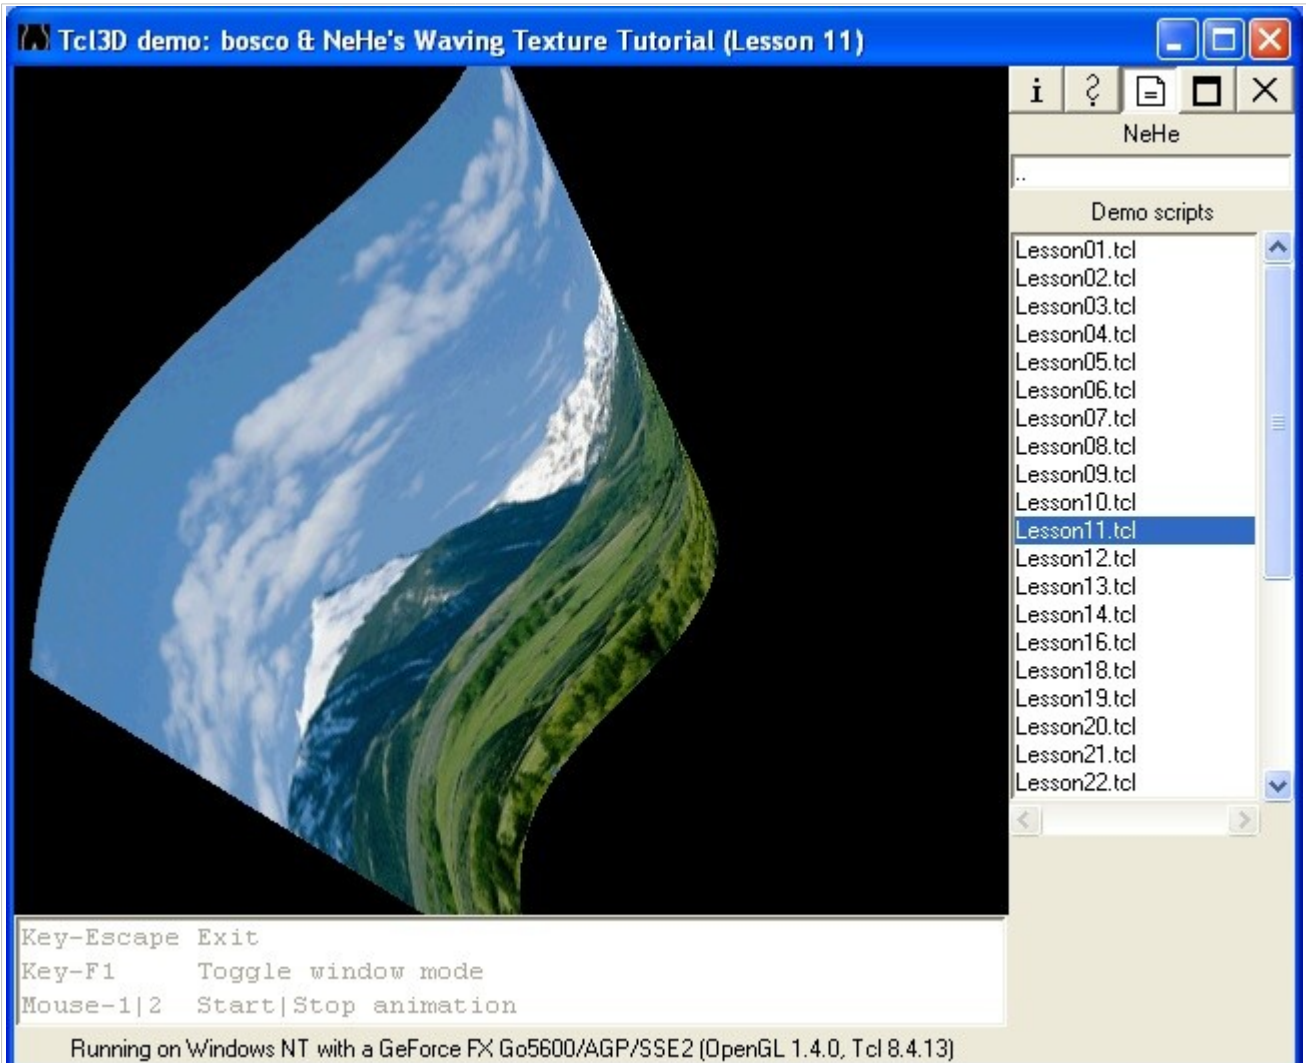 Tcl3D demo: bosco & NeHe's Waving Texture Tutorial (Lesson 11)
i ?
NeHe
..
Demo scripts
Lesson01.tcl
Lesson02.tcl
Lesson03.tcl
Lesson04.tcl
Lesson05.tcl
Lesson06.tcl
Lesson07.tcl
Lesson08.tcl
Lesson09.tcl
Lesson10.tcl
Lesson11.tcl
Lesson12.tcl
Lesson13.tcl
Lesson14.tcl
Lesson16.tcl
Lesson18.tcl
Lesson19.tcl
Lesson20.tcl
Lesson21.tcl
Lesson22.tcl
Key-Escape Exit
Key-F1 Toggle window mode
Mouse-1|2 Start|Stop animation
Running on Windows NT with a GeForce FX Go5600/AGP/SSE2 (OpenGL 1.4.0, Tcl 8.4.13)